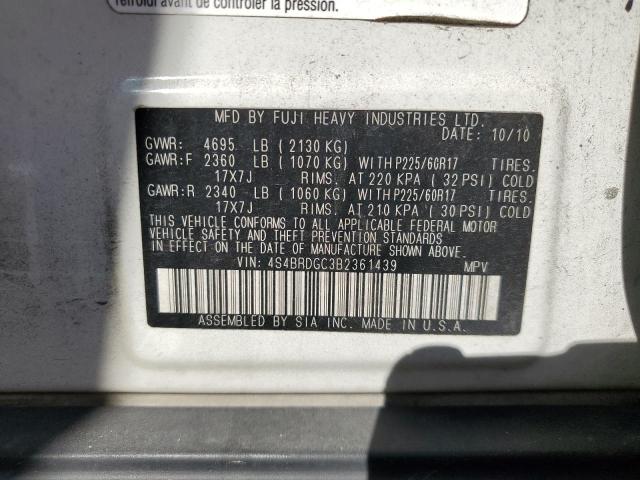 refroidi avant de contrôler la pression.
MFD BY FUJI HEAVY INDUSTRIES LTD.
DATE: 10/10
GVWR: 4695 LB ( 2130 KG)
GAWR:F 2360 LB ( 1070 KG) WITH P225/60R17 TIRES.
17X7J RIMS. AT 220 KPA ( 32 PSI) COLD
GAWR:R 2340 LB ( 1060 KG) WITH P225/60R17 TIRES.
17X7J RIMS. AT 210 KPA ( 30 PSI) COLD
THIS VEHICLE CONFORMS TO ALL APPLICABLE FEDERAL MOTOR
VEHICLE SAFETY AND THEFT PREVENTION STANDARDS
IN EFFECT ON THE DATE OF MANUFACTURE SHOWN ABOVE.
VIN: 4S4BRDGC3B2361439 MPV
ASSEMBLED BY SIA INC. MADE IN U.S.A.